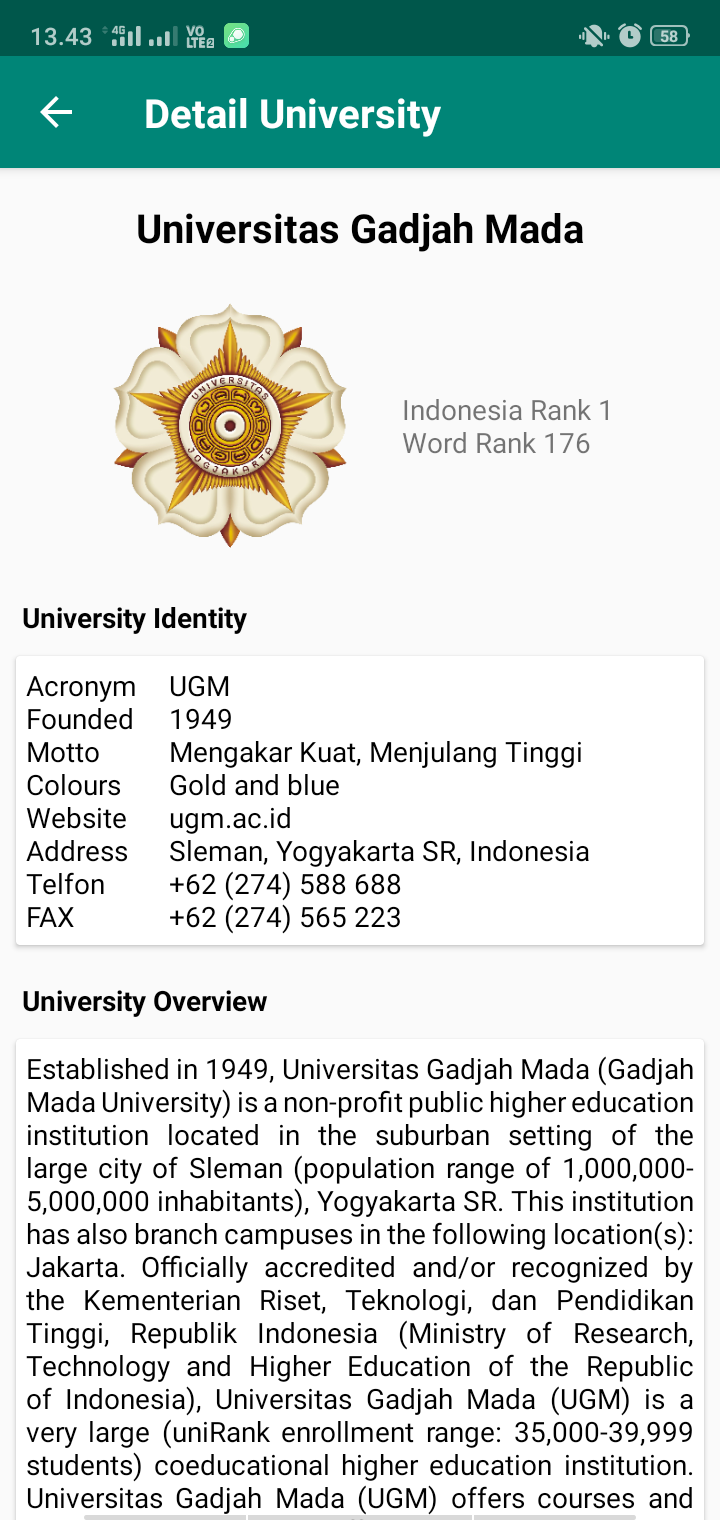 13.43 4G VO LTE2 58
Detail University
Universitas Gadjah Mada
UNIVERSITAS
JOGJAKARTA
Indonesia Rank 1
Word Rank 176
University Identity
Acronym UGM
Founded 1949
Motto Mengakar Kuat, Menjulang Tinggi
Colours Gold and blue
Website ugm.ac.id
Address Sleman, Yogyakarta SR, Indonesia
Telfon +62 (274) 588 688
FAX +62 (274) 565 223
University Overview
Established in 1949, Universitas Gadjah Mada (Gadjah
Mada University) is a non-profit public higher education
institution located in the suburban setting of the
large city of Sleman (population range of 1,000,000-
5,000,000 inhabitants), Yogyakarta SR. This institution
has also branch campuses in the following location(s):
Jakarta. Officially accredited and/or recognized by
the Kementerian Riset, Teknologi, dan Pendidikan
Tinggi, Republik Indonesia (Ministry of Research,
Technology and Higher Education of the Republic
of Indonesia), Universitas Gadjah Mada (UGM) is a
very large (uniRank enrollment range: 35,000-39,999
students) coeducational higher education institution.
Universitas Gadjah Mada (UGM) offers courses and